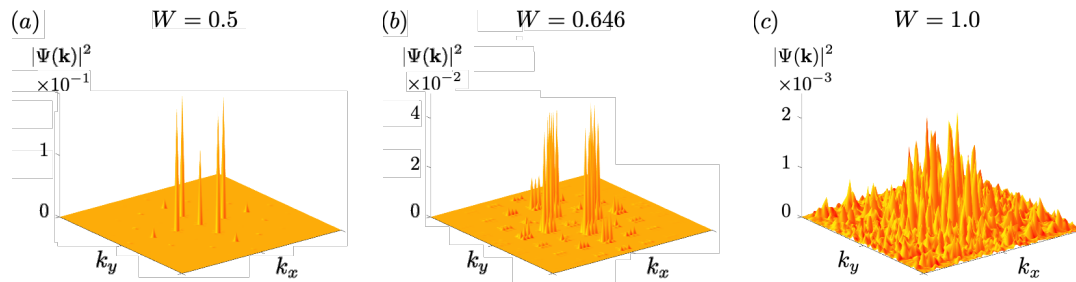 (a) W = 0.5
|Ψ(k)|²
×10⁻¹
1
0
k_y
k_x
(b) W = 0.646
|Ψ(k)|²
×10⁻²
4
2
0
k_y
k_x
(c) W = 1.0
|Ψ(k)|²
×10⁻³
2
1
0
k_y
k_x